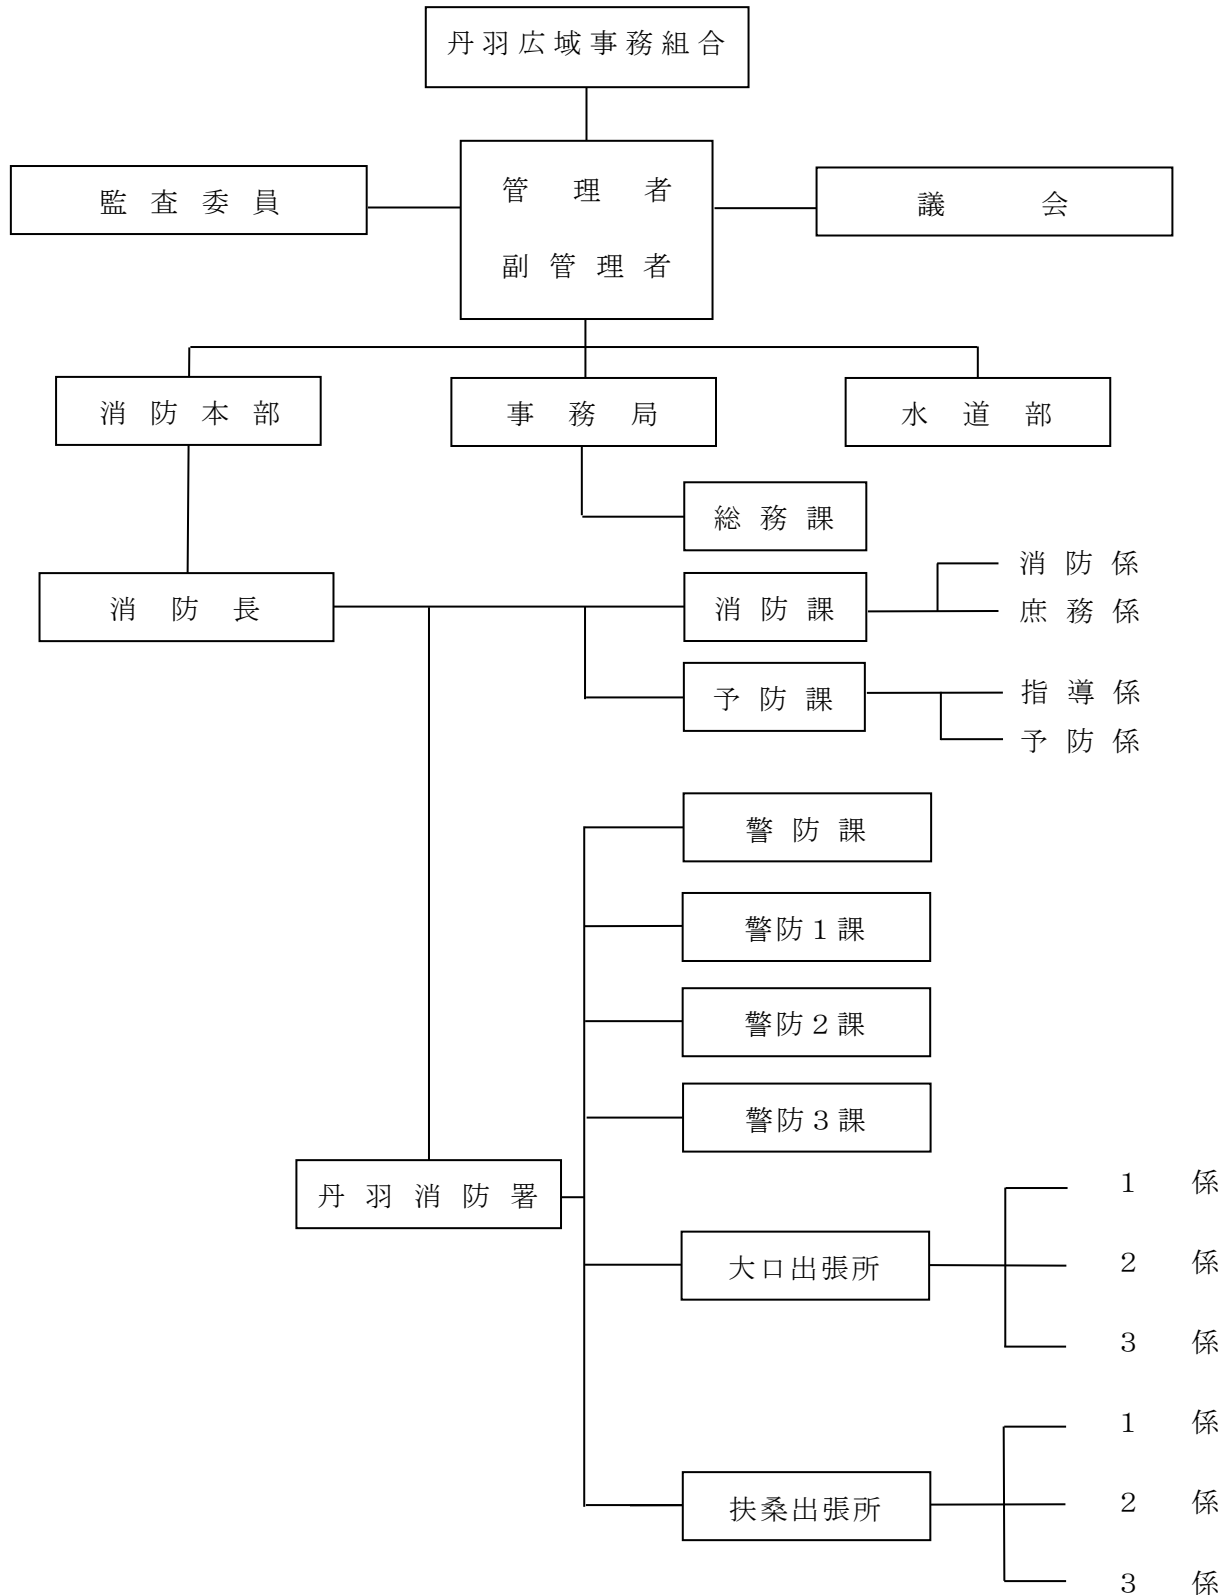 丹羽広域事務組合
監査委員
管理者
副管理者
議会
消防本部
事務局
水道部
総務課
消防長
消防課
消防係
庶務係
予防課
指導係
予防係
警防課
警防１課
警防２課
警防３課
丹羽消防署
大口出張所
１係
２係
３係
扶桑出張所
１係
２係
３係